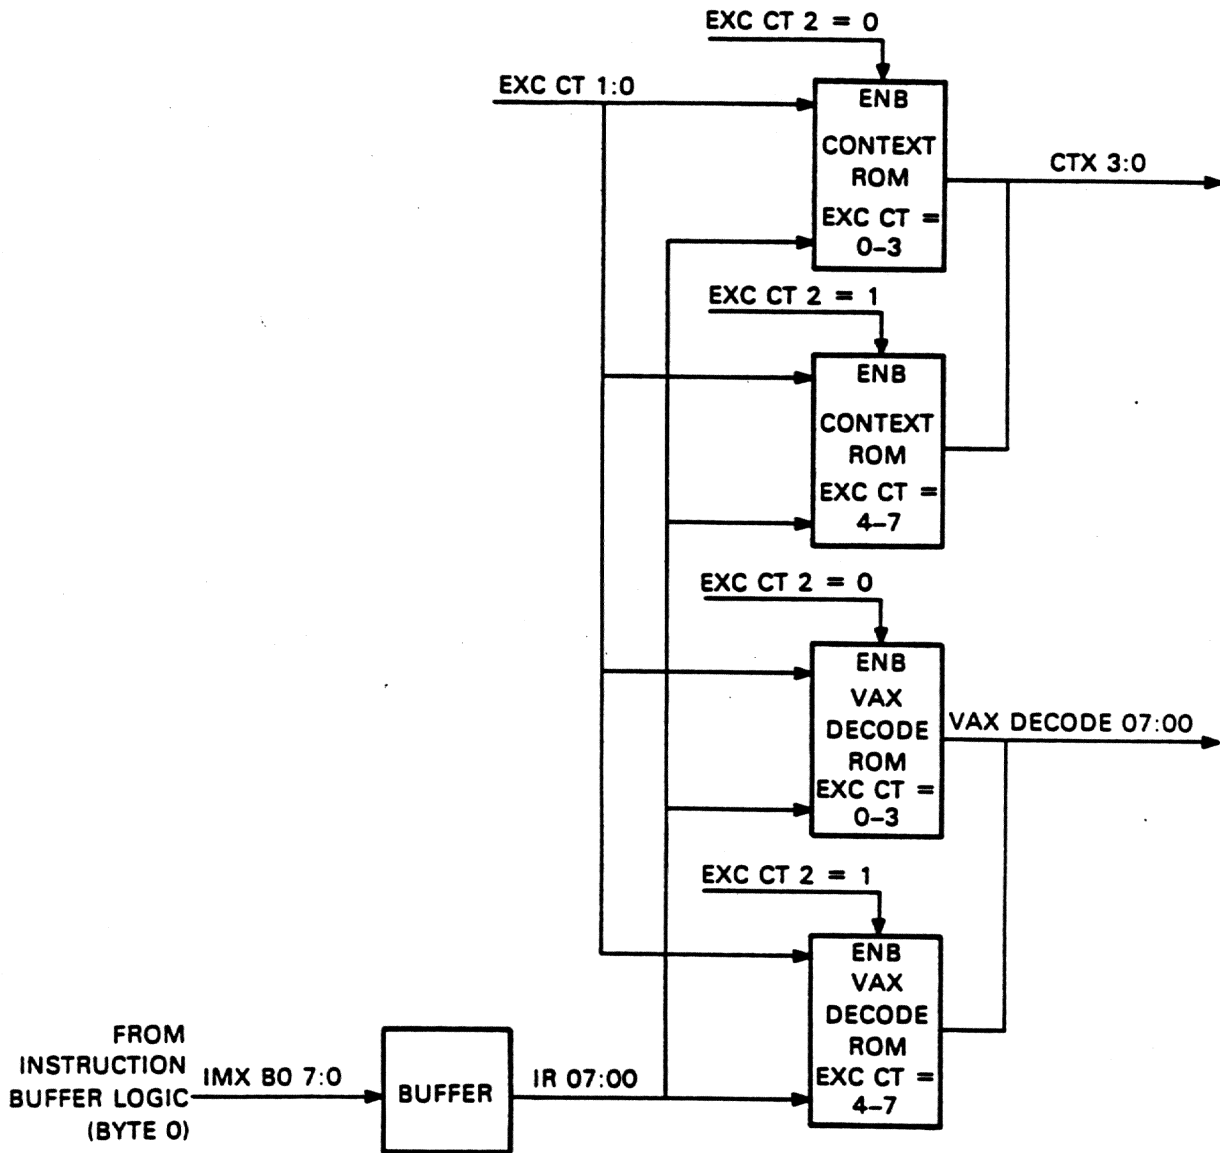 EXC CT 2 = 0
EXC CT 1:0
ENB
CONTEXT
ROM
EXC CT =
0–3
CTX 3:0
EXC CT 2 = 1
ENB
CONTEXT
ROM
EXC CT =
4–7
EXC CT 2 = 0
ENB
VAX
DECODE
ROM
EXC CT =
0–3
VAX DECODE 07:00
EXC CT 2 = 1
ENB
VAX
DECODE
ROM
EXC CT =
4–7
FROM
INSTRUCTION
BUFFER LOGIC
(BYTE 0)
IMX B0 7:0
BUFFER
IR 07:00